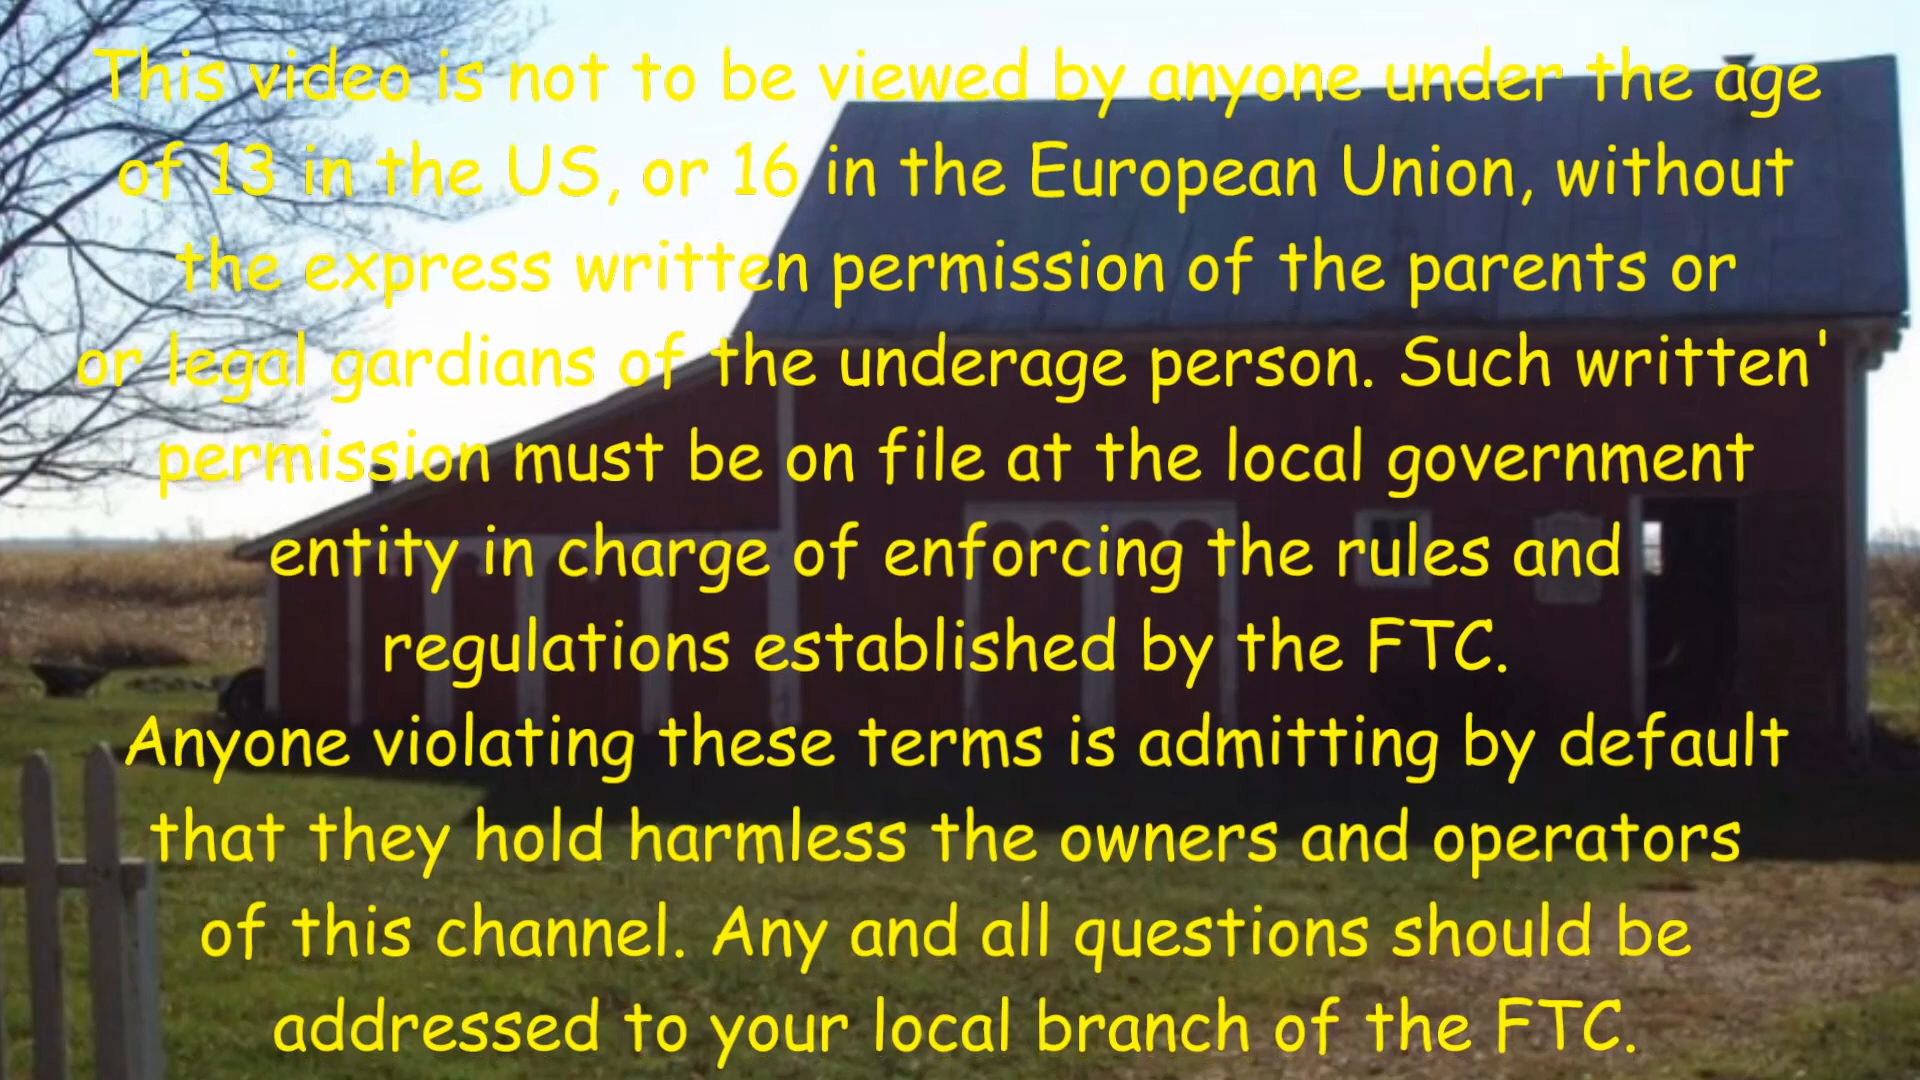 This video is not to be viewed by anyone under the age
of 13 in the US, or 16 in the European Union, without
the express written permission of the parents or
or legal gardians of the underage person. Such written'
permission must be on file at the local government
entity in charge of enforcing the rules and
regulations established by the FTC.
Anyone violating these terms is admitting by default
that they hold harmless the owners and operators
of this channel. Any and all questions should be
addressed to your local branch of the FTC.